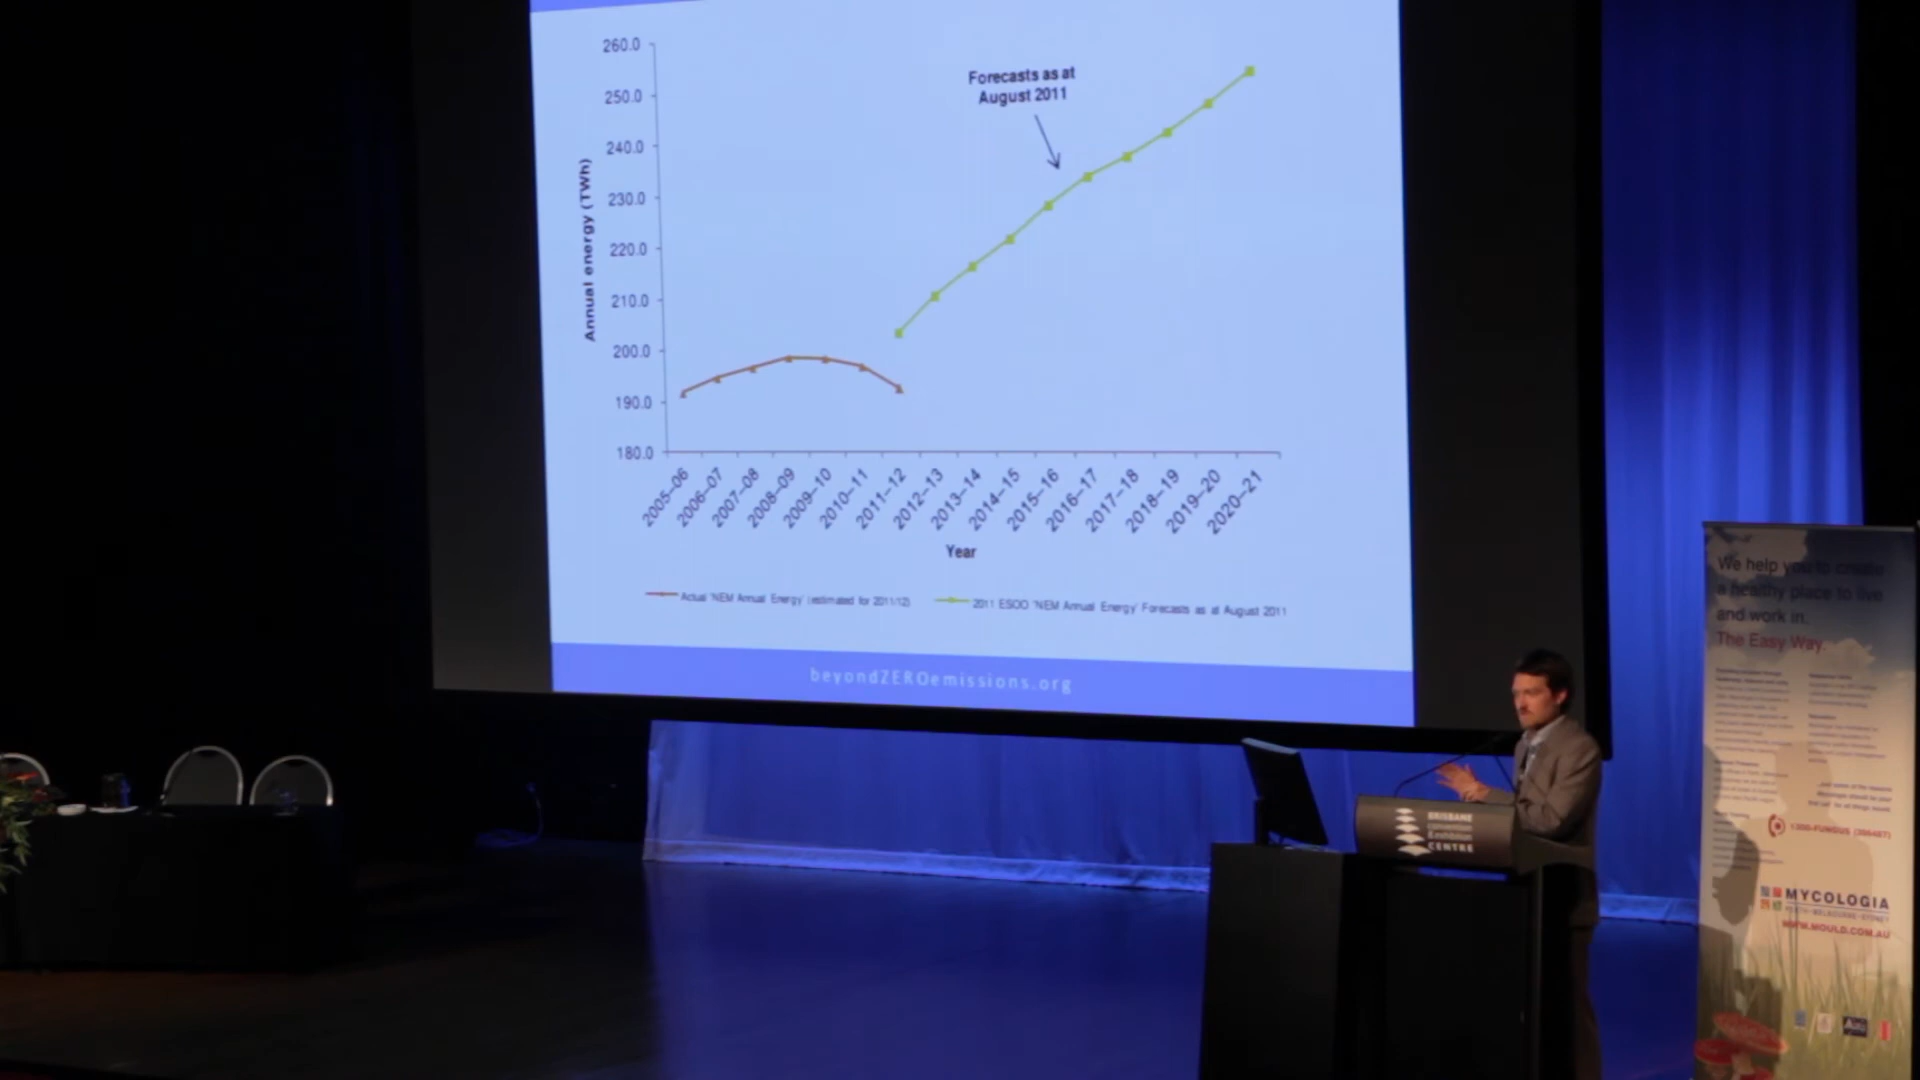 260.0
250.0
240.0
230.0
220.0
210.0
200.0
190.0
180.0
Annual energy (TWh)
Forecasts as at
August 2011
2005–06
2006–07
2007–08
2008–09
2009–10
2010–11
2011–12
2012–13
2013–14
2014–15
2015–16
2016–17
2017–18
2018–19
2019–20
2020–21
Year
Actual 'NEM Annual Energy' (estimated for 2011/12)
2011 ESOO 'NEM Annual Energy' Forecasts as at August 2011
beyondZEROemissions.org
BRISBANE
Convention
Exhibition
CENTRE
We help you to create
a healthy place to live
and work in.
The Easy Way.
1300-FUNGUS (386487)
MYCOLOGIA
PERTH-MELBOURNE-SYDNEY
WWW.MOULD.COM.AU